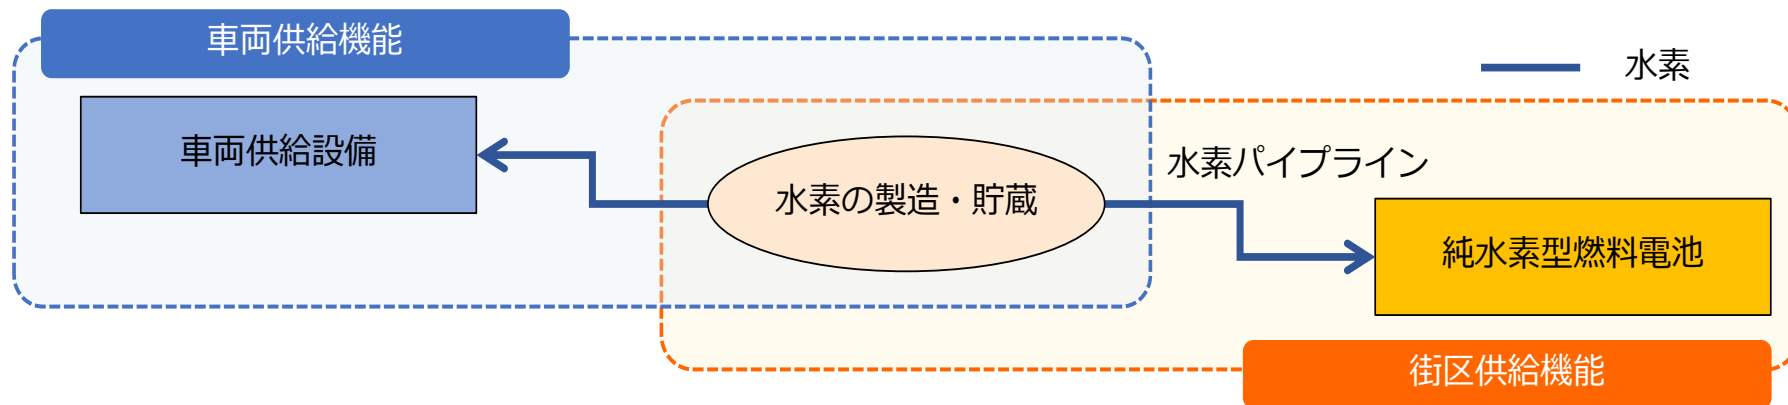 車両供給機能
水素
車両供給設備
水素パイプライン
水素の製造・貯蔵
純水素型燃料電池
街区供給機能